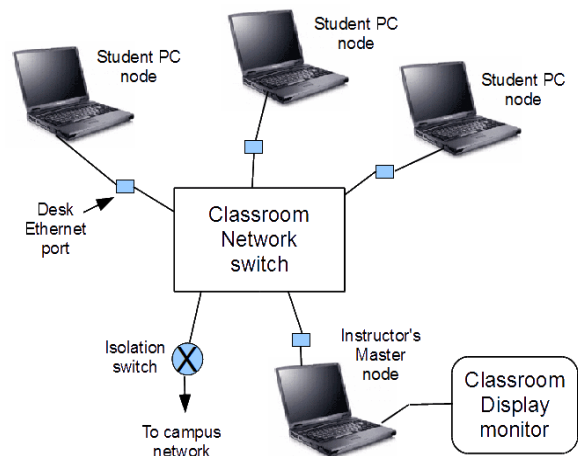 Student PC
node
Student PC
node
Student PC
node
Desk
Ethernet
port
Classroom
Network
switch
Isolation
switch
Instructor's
Master
node
Classroom
Display
monitor
To campus
network